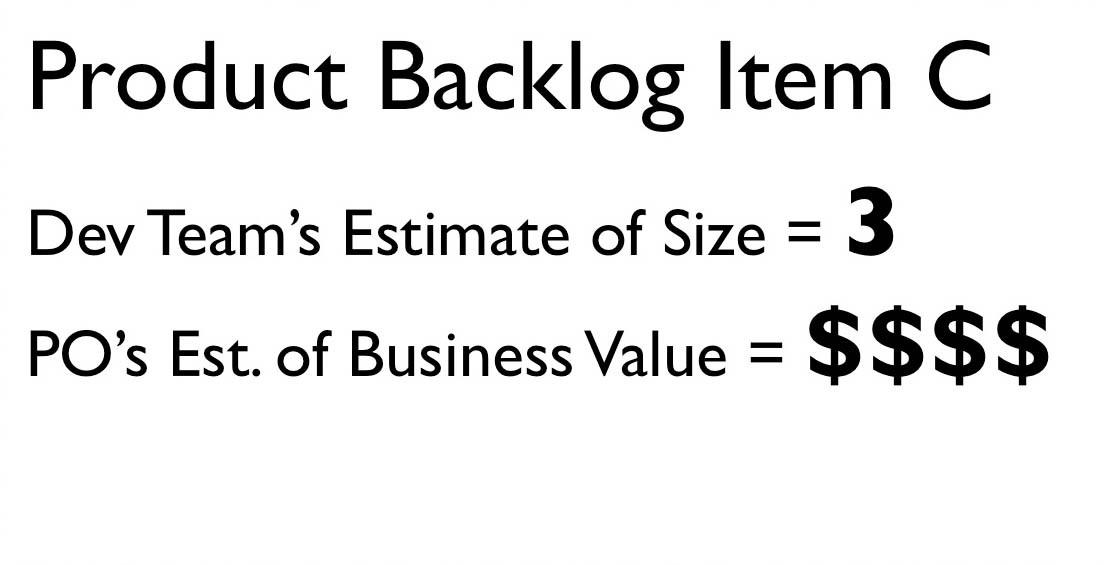 Product Backlog Item C
Dev Team’s Estimate of Size = 3
PO’s Est. of Business Value = $$$$